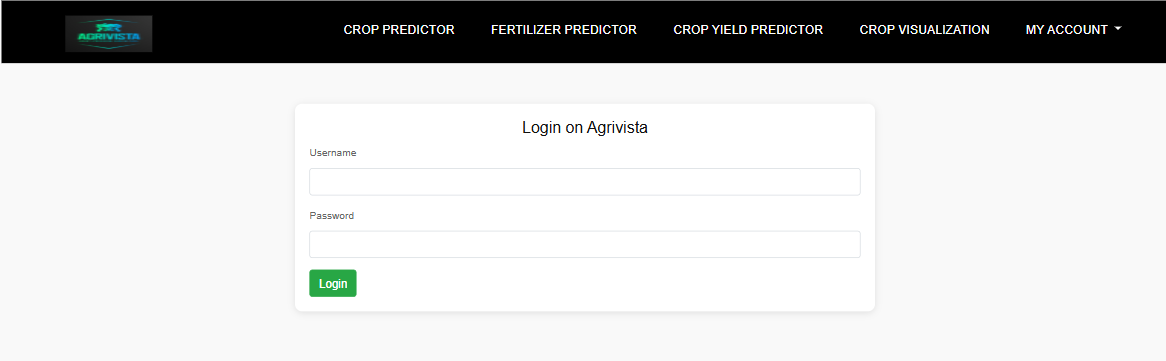 AGRIVISTA
CROP PREDICTOR FERTILIZER PREDICTOR CROP YIELD PREDICTOR CROP VISUALIZATION MY ACCOUNT
Login on Agrivista
Username
Password
Login